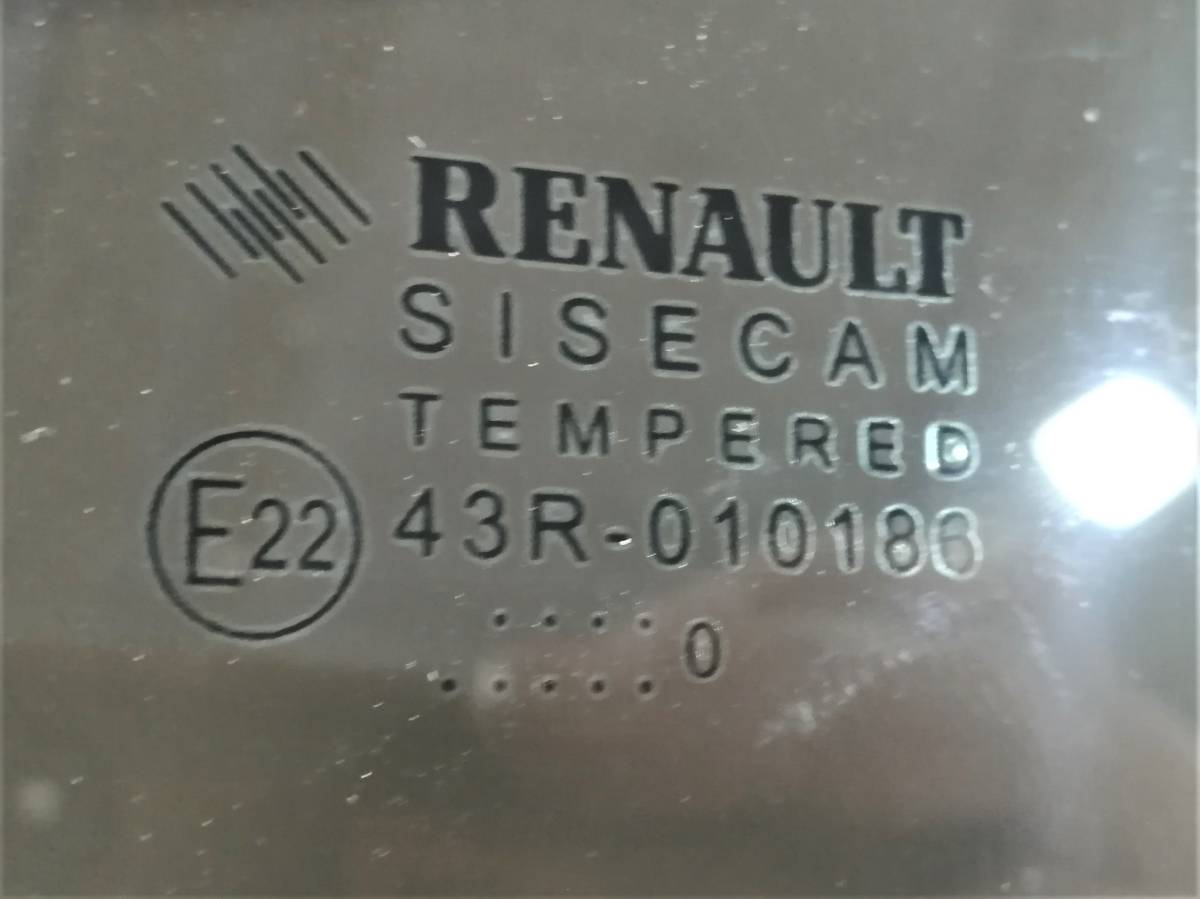 RENAULT
SISECAM
TEMPERED
E22 43R-010186
.... 0
.....